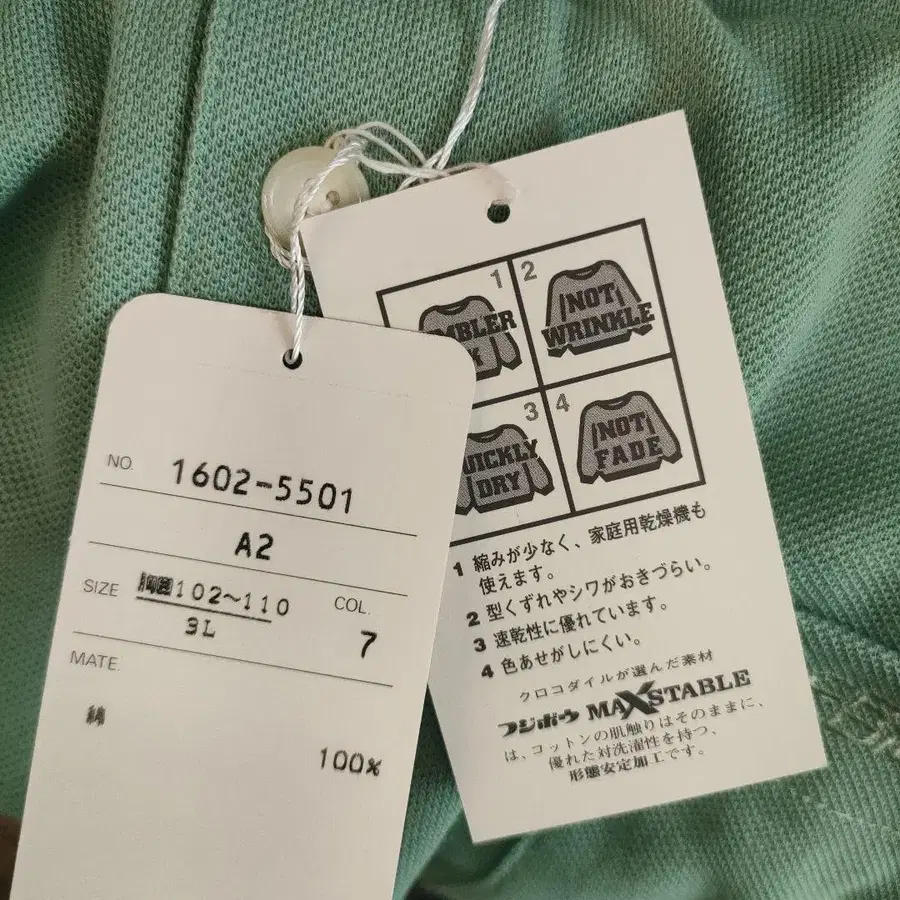 NO. 1602-5501
A2
SIZE 胸囲102~110
3L
COL. 7
MATE.
綿
100%
1
2
NOT
WRINKLE
3
DRY
4
NOT
FADE
1 縮みが少なく、家庭用乾燥機も
使えます。
2 型くずれやシワがおきづらい。
3 速乾性に優れています。
4 色あせがしにくい。
クロコダイルが選んだ素材
フジボウ MAXSTABLE
は、コットンの肌触りはそのままに、
優れた対洗濯性を持つ、
形態安定加工です。